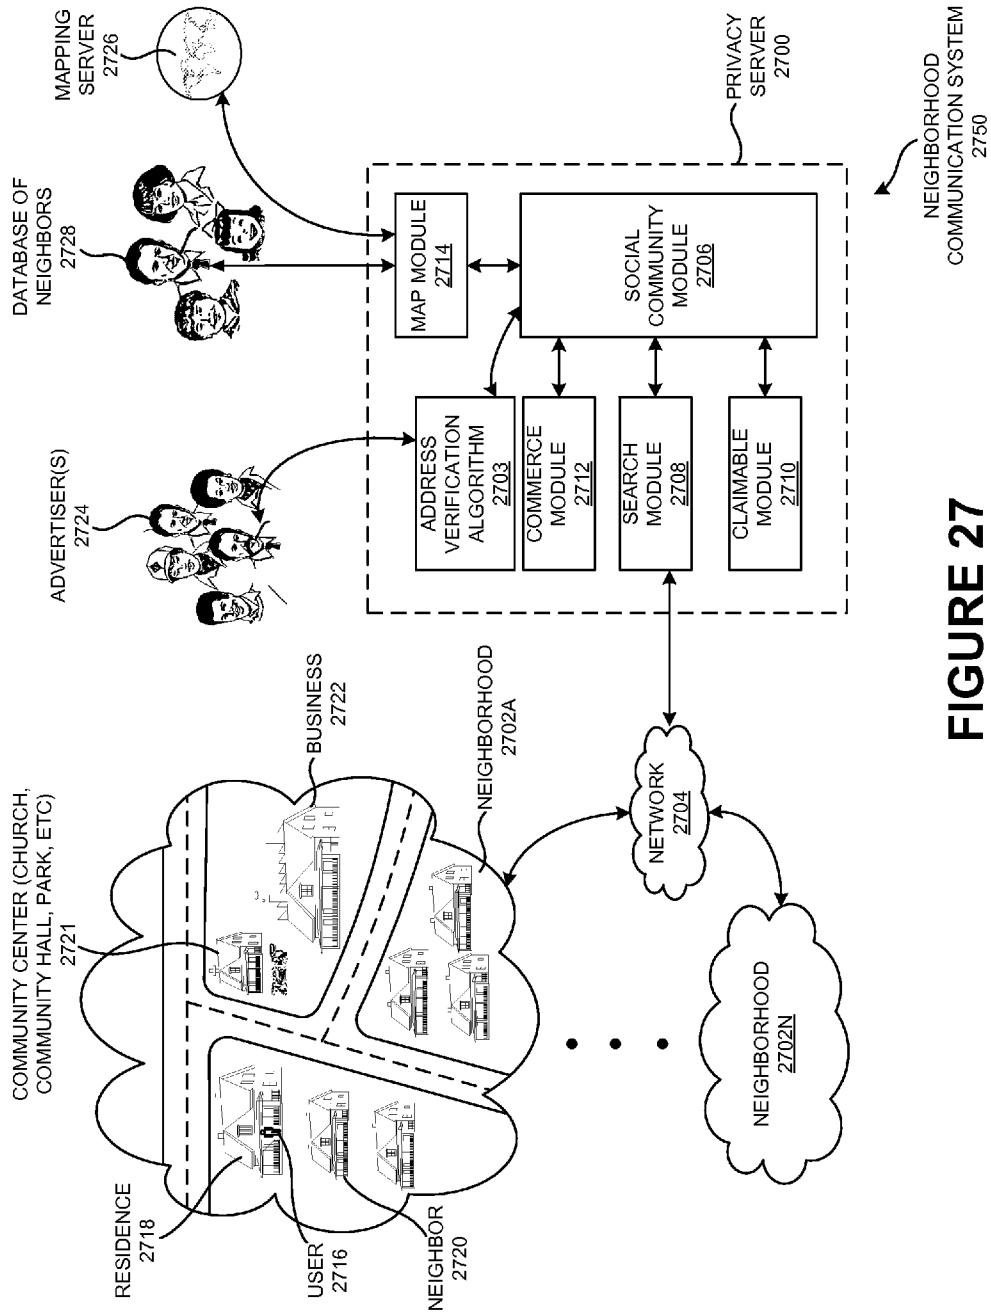 COMMUNITY CENTER (CHURCH,
COMMUNITY HALL, PARK, ETC)
2721
RESIDENCE
2718
USER
2716
NEIGHBOR
2720
BUSINESS
2722
NEIGHBORHOOD
2702A
ADVERTISER(S)
2724
DATABASE OF
NEIGHBORS
2728
MAPPING
SERVER
2726
NETWORK
2704
NEIGHBORHOOD
2702N
ADDRESS
VERIFICATION
ALGORITHM
2703
COMMERCE
MODULE
2712
SEARCH
MODULE
2708
CLAIMABLE
MODULE
2710
MAP MODULE
2714
SOCIAL
COMMUNITY
MODULE
2706
PRIVACY
SERVER
2700
NEIGHBORHOOD
COMMUNICATION SYSTEM
2750
FIGURE 27